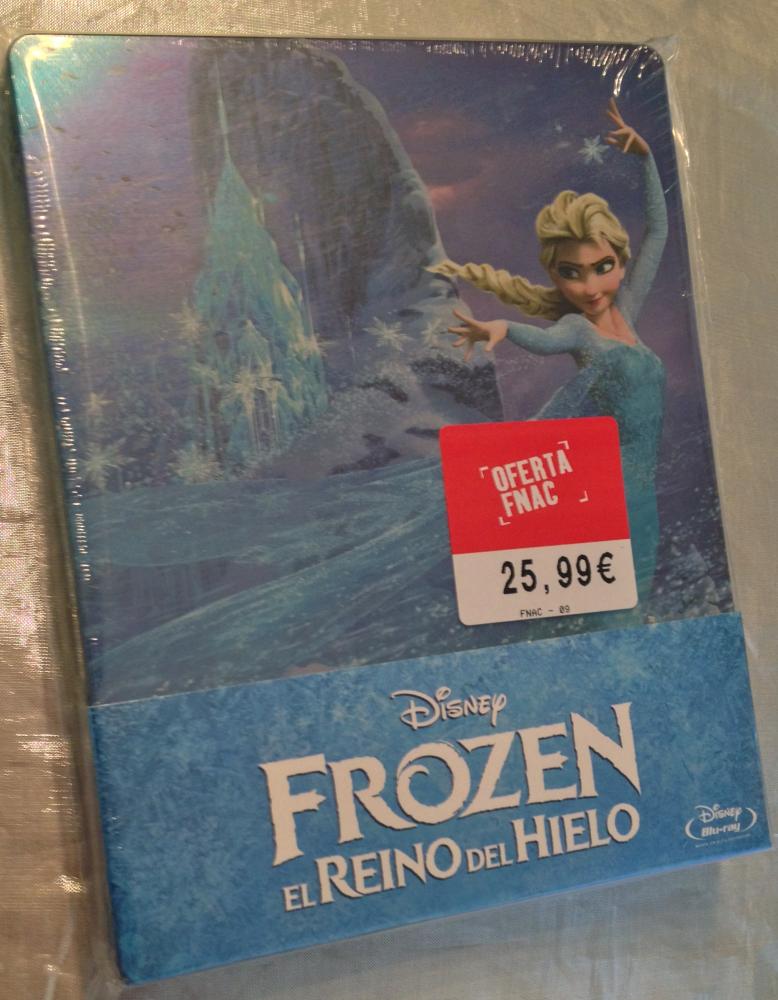 OFERTA
FNAC
25,99€
FNAC - 09
Disney
FROZEN
EL REINO DEL HIELO
Disney
Blu-ray